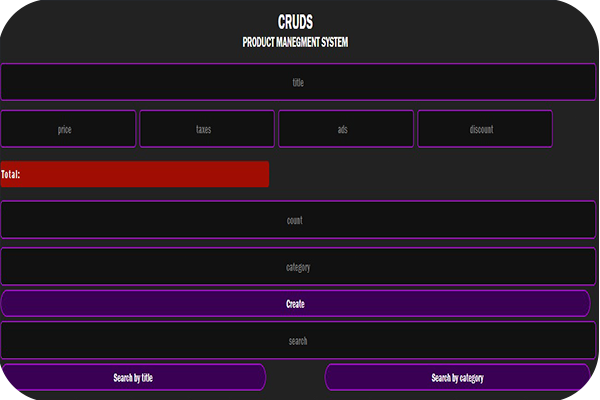 CRUDS
PRODUCT MANEGMENT SYSTEM
title
price taxes ads discount
Total:
count
category
Create
search
Search by title Search by category